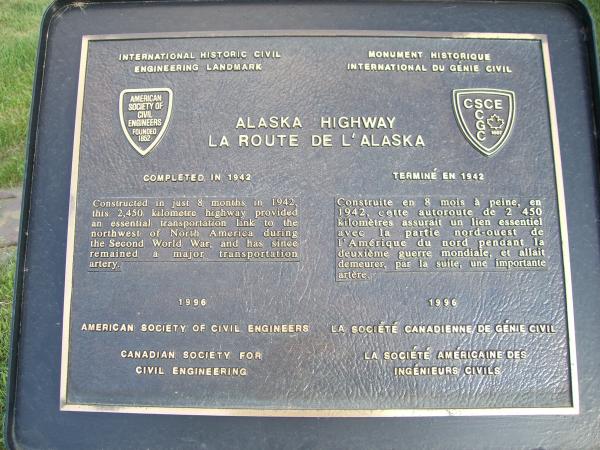 INTERNATIONAL HISTORIC CIVIL
ENGINEERING LANDMARK
MONUMENT HISTORIQUE
INTERNATIONAL DU GÉNIE CIVIL
AMERICAN
SOCIETY OF
CIVIL
ENGINEERS
FOUNDED
1852
CSCE
C
G
C
1887
ALASKA HIGHWAY
LA ROUTE DE L'ALASKA
COMPLETED IN 1942
Constructed in just 8 months in 1942,
this 2,450 kilometre highway provided
an essential transportation link to the
northwest of North America during
the Second World War, and has since
remained a major transportation
artery.
TERMINÉ EN 1942
Construite en 8 mois à peine, en
1942, cette autoroute de 2 450
kilomètres assurait un lien essentiel
avec la partie nord-ouest de
l'Amérique du nord pendant la
deuxième guerre mondiale, et allait
demeurer, par la suite, une importante
artère.
1996
AMERICAN SOCIETY OF CIVIL ENGINEERS
CANADIAN SOCIETY FOR
CIVIL ENGINEERING
1996
LA SOCIÉTÉ CANADIENNE DE GÉNIE CIVIL
LA SOCIÉTÉ AMÉRICAINE DES
INGÉNIEURS CIVILS